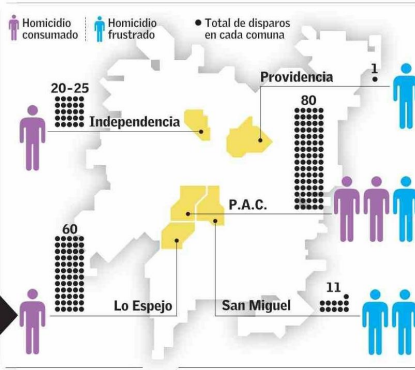 Homicidio
consumado
Homicidio
frustrado
Total de disparos
en cada comuna
20-25
Independencia
Providencia
1
80
P.A.C.
60
Lo Espejo
San Miguel
11